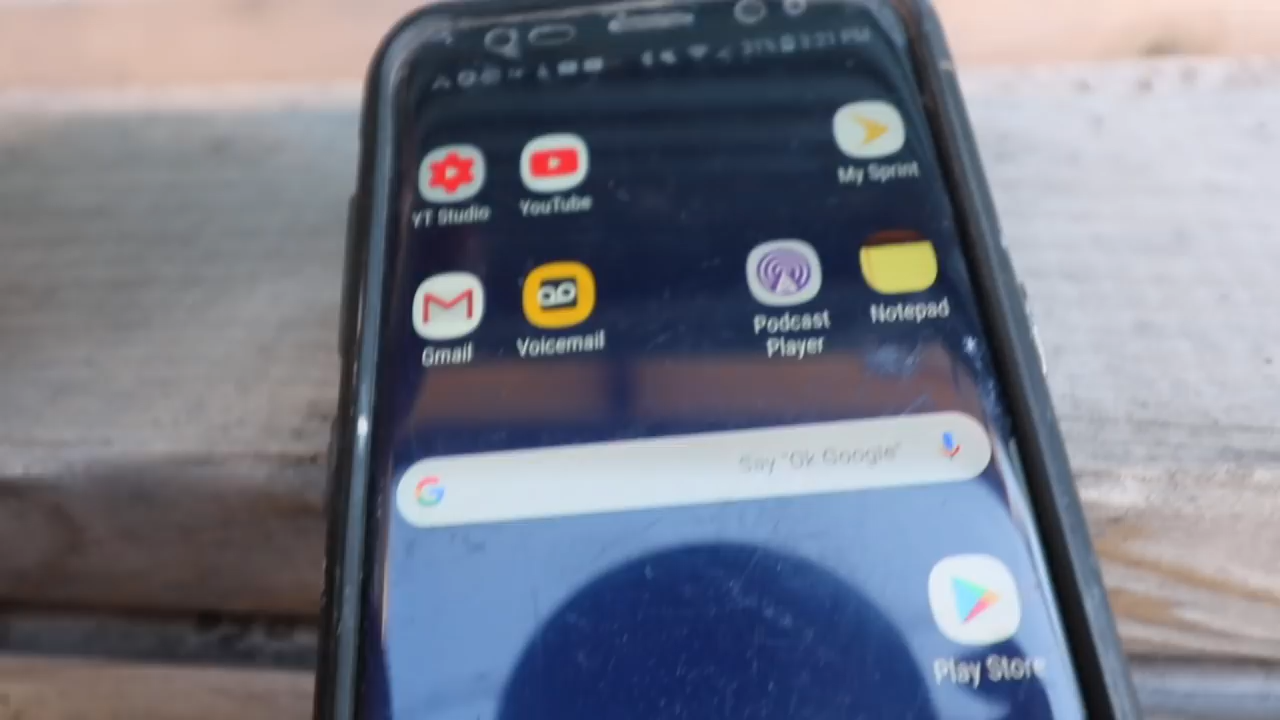 My Sprint
YT Studio
YouTube
Podcast
Player
Notepad
Gmail
Voicemail
Say "Ok Google"
Play Store